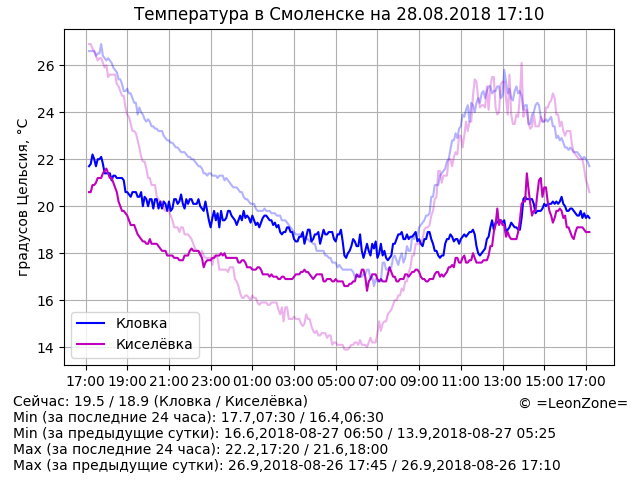 Температура в Смоленске на 28.08.2018 17:10
градусов Цельсия, °C
26
24
22
20
18
16
14
Кловка
Киселёвка
17:00 19:00 21:00 23:00 01:00 03:00 05:00 07:00 09:00 11:00 13:00 15:00 17:00
Сейчас: 19.5 / 18.9 (Кловка / Киселёвка)
© =LeonZone=
Min (за последние 24 часа): 17.7,07:30 / 16.4,06:30
Min (за предыдущие сутки): 16.6,2018-08-27 06:50 / 13.9,2018-08-27 05:25
Max (за последние 24 часа): 22.2,17:20 / 21.6,18:00
Max (за предыдущие сутки): 26.9,2018-08-26 17:45 / 26.9,2018-08-26 17:10